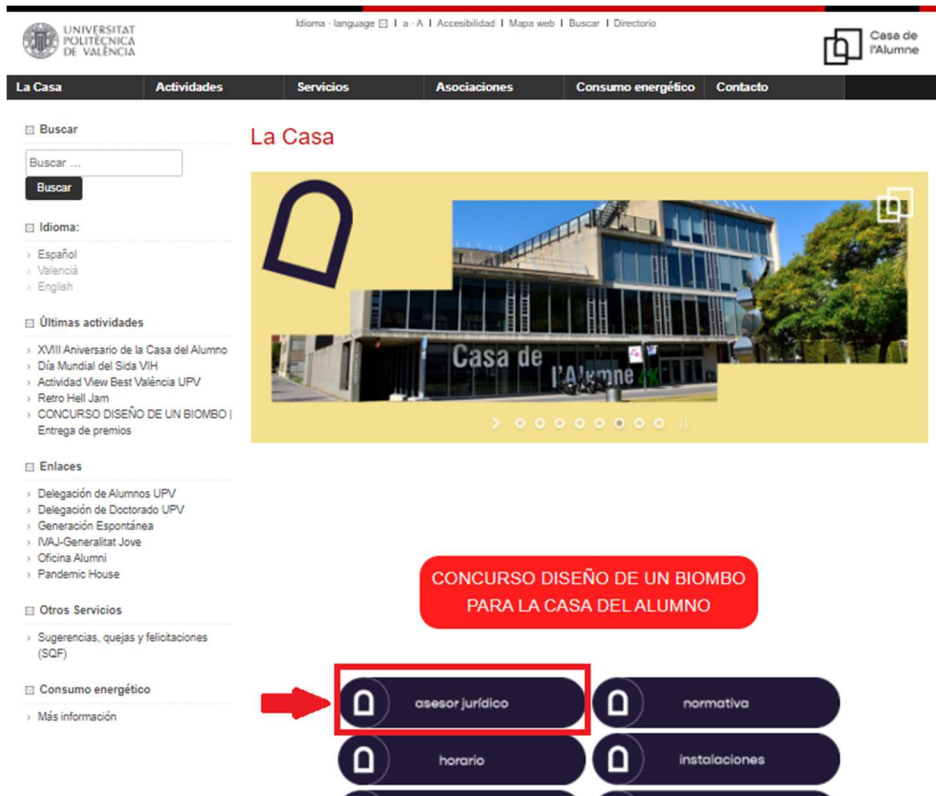 UNIVERSITAT
POLITÈCNICA
DE VALÈNCIA
Idioma · language | a · A | Accesibilidad | Mapa web | Buscar | Directorio
Casa de
l'Alumne
La Casa Actividades Servicios Asociaciones Consumo energético Contacto
Buscar
Buscar ...
Buscar
Idioma:
Español
Valencià
English
Últimas actividades
XVIII Aniversario de la Casa del Alumno
Día Mundial del Sida VIH
Actividad View Best València UPV
Retro Hell Jam
CONCURSO DISEÑO DE UN BIOMBO |
Entrega de premios
Enlaces
Delegación de Alumnos UPV
Delegación de Doctorado UPV
Generación Espontánea
IVAJ-Generalitat Jove
Oficina Alumni
Pandemic House
Otros Servicios
Sugerencias, quejas y felicitaciones
(SQF)
Consumo energético
Más información
La Casa
Casa de
l'Alumne
CONCURSO DISEÑO DE UN BIOMBO
PARA LA CASA DEL ALUMNO
asesor jurídico
normativa
horario
instalaciones